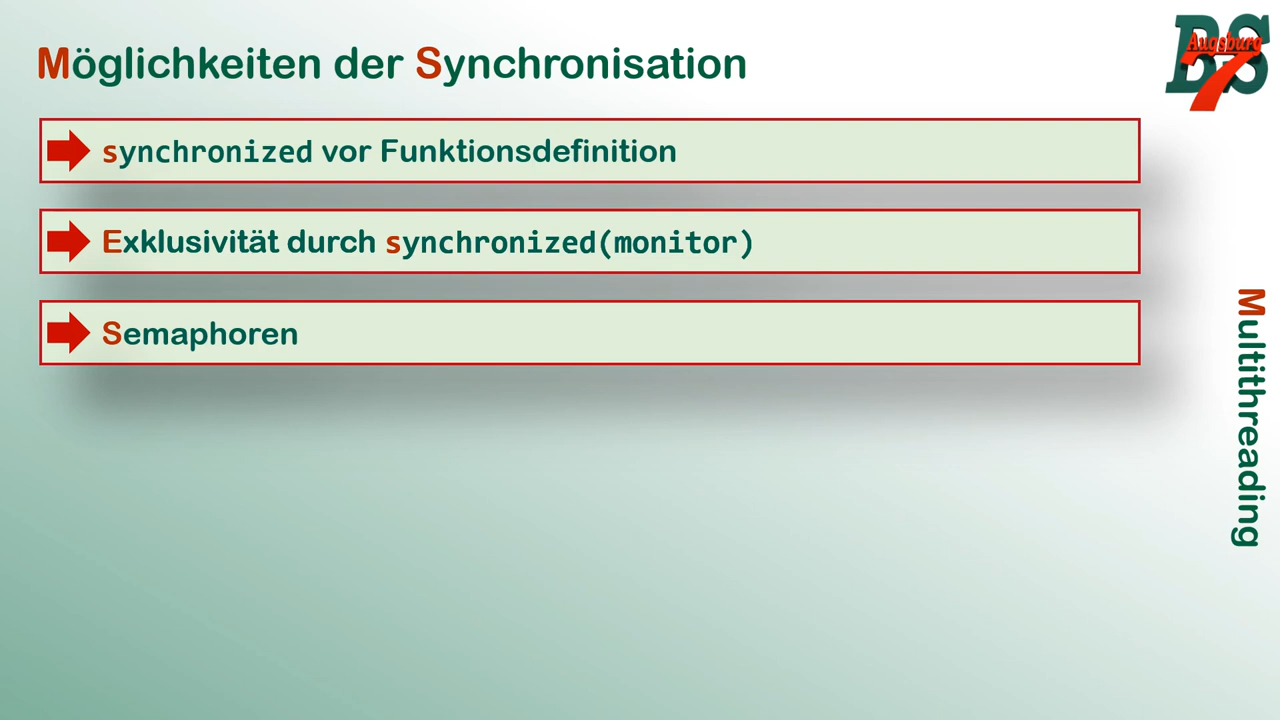 Möglichkeiten der Synchronisation
BS
Augsburg
7
synchronized vor Funktionsdefinition
Exklusivität durch synchronized(monitor)
Semaphoren
Multithreading